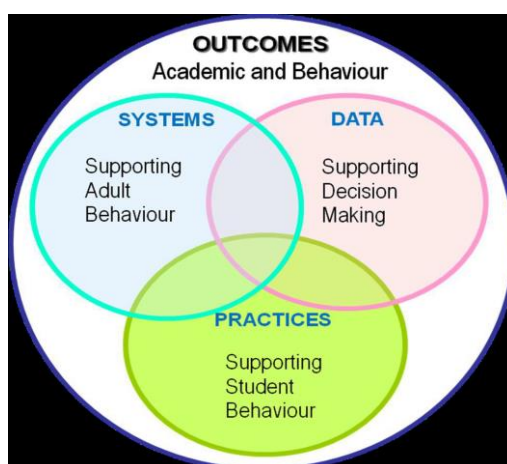 OUTCOMES
Academic and Behaviour
SYSTEMS
Supporting
Adult
Behaviour
DATA
Supporting
Decision
Making
PRACTICES
Supporting
Student
Behaviour